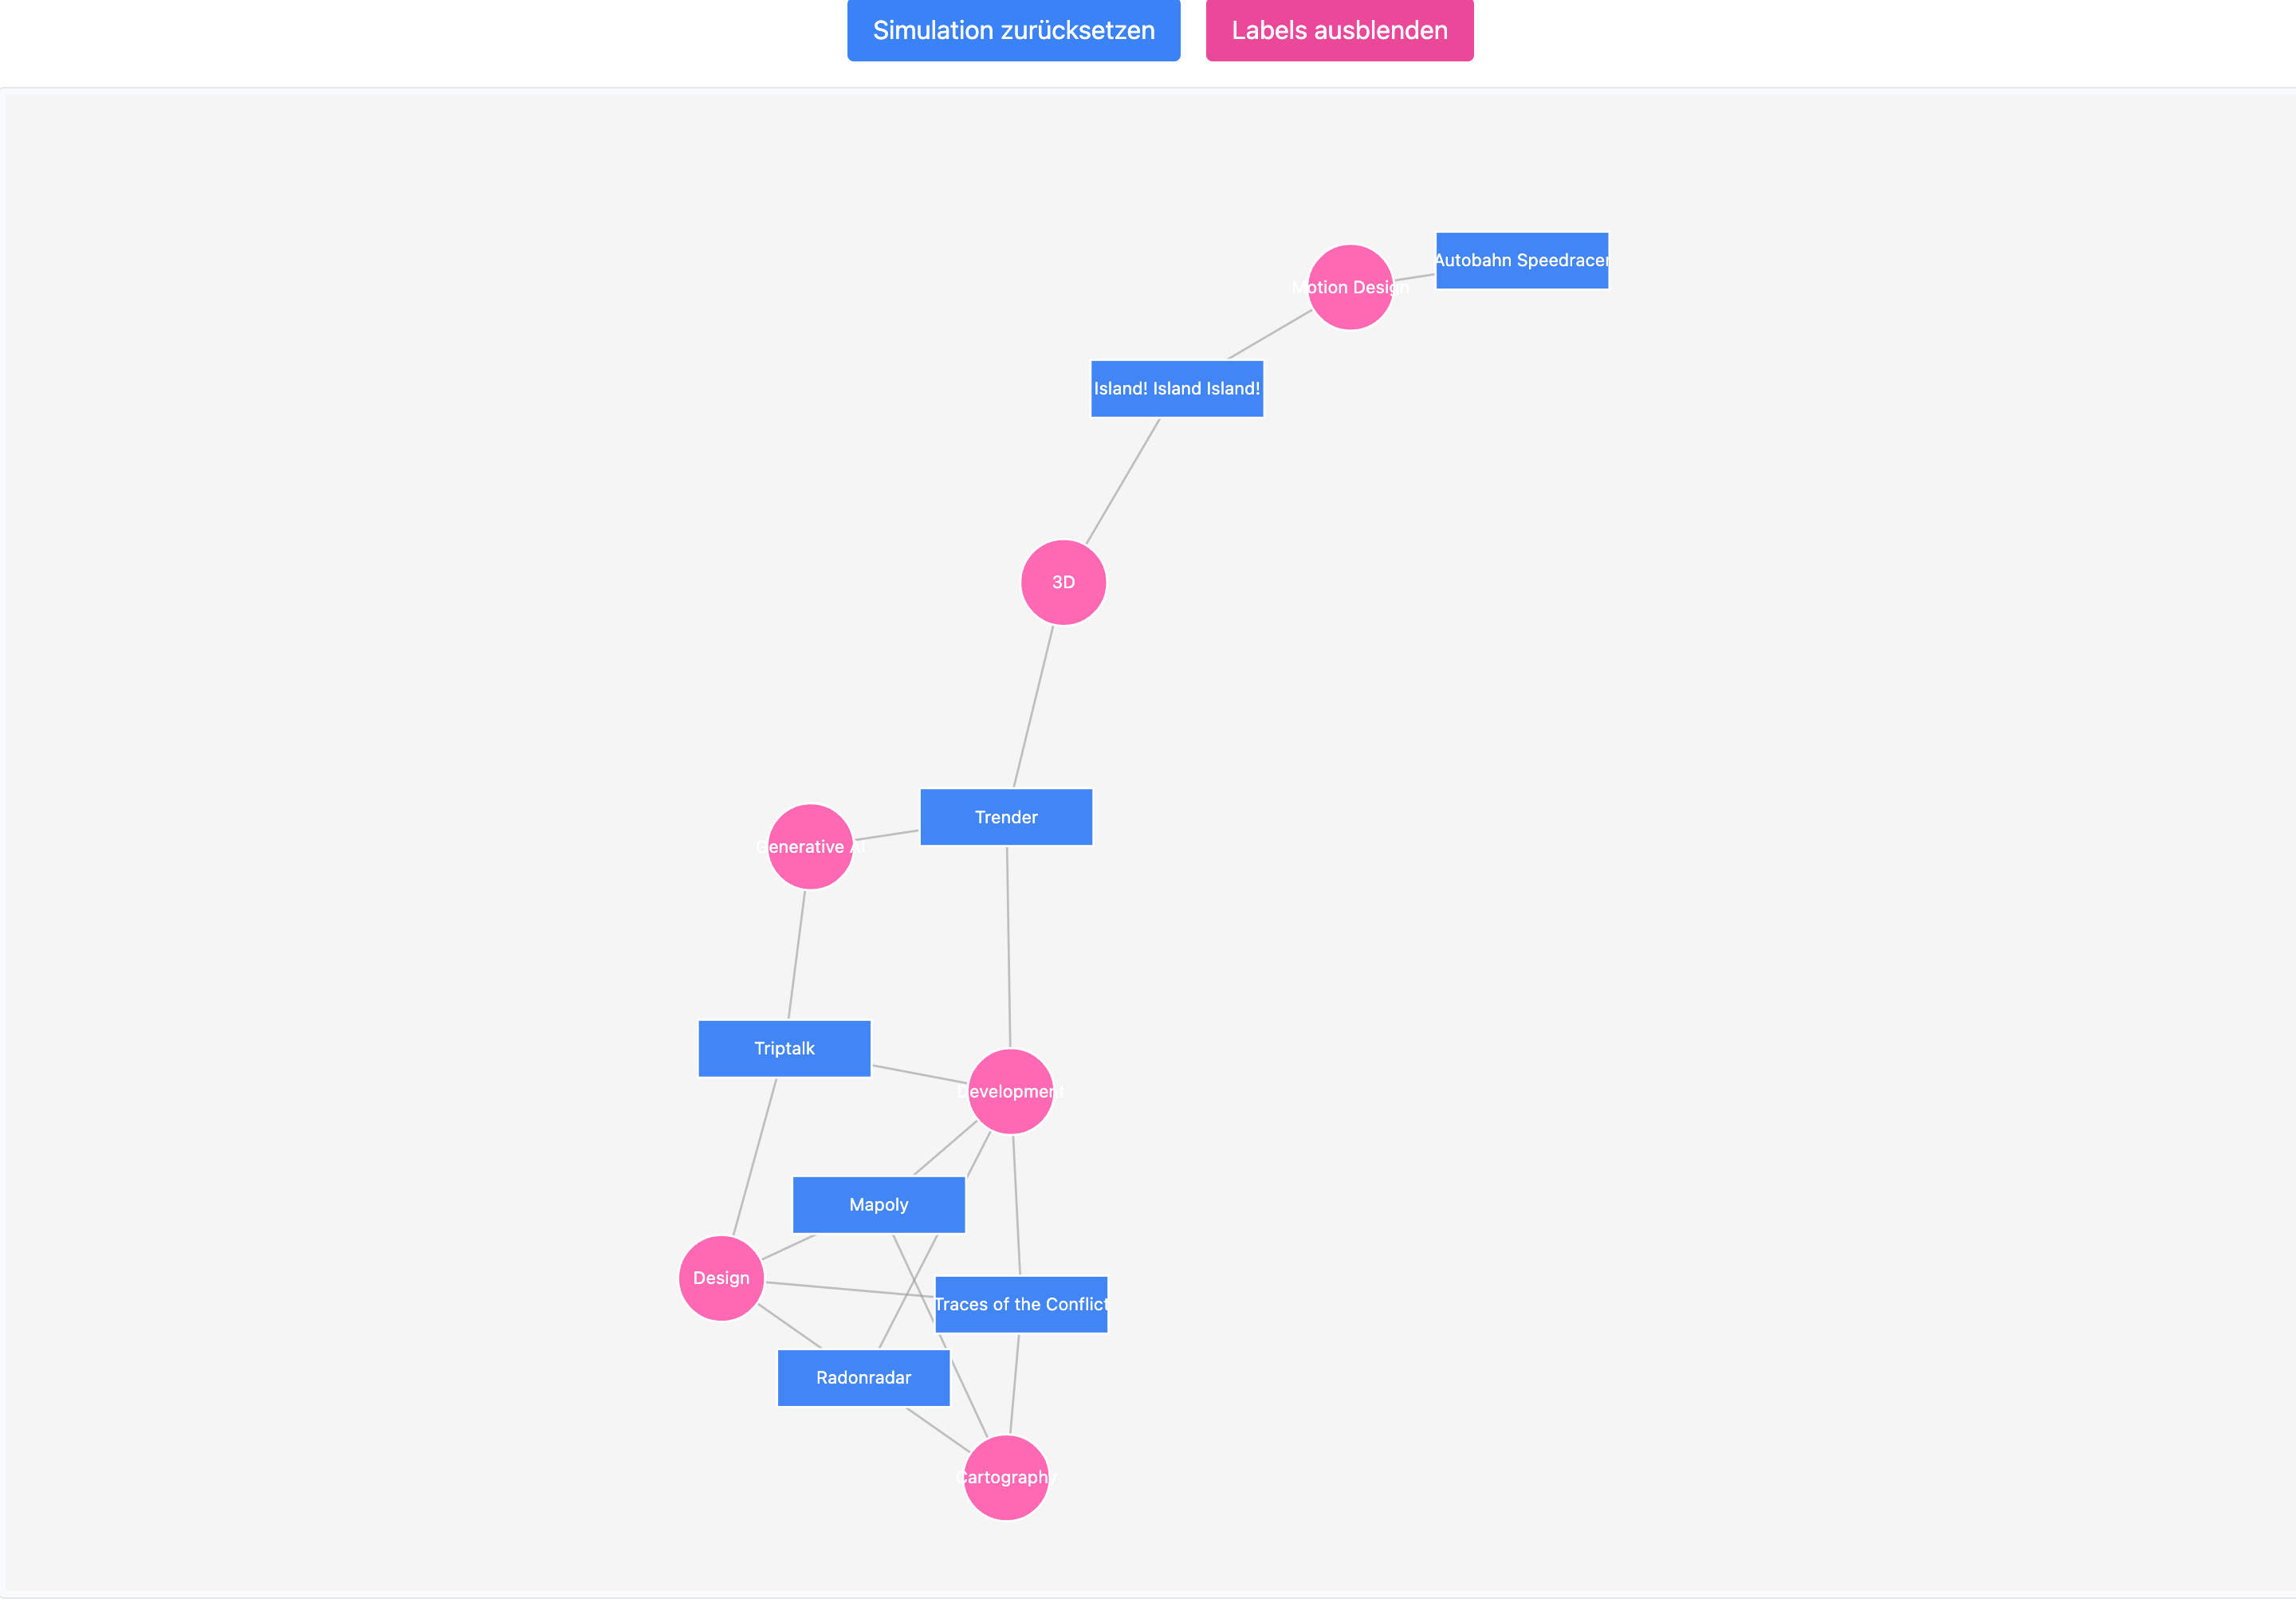 Simulation zurücksetzen
Labels ausblenden
Autobahn Speedracer
Motion Design
Island! Island Island!
3D
Trender
Generative AI
Triptalk
Development
Mapoly
Design
Traces of the Conflict
Radonradar
Cartography